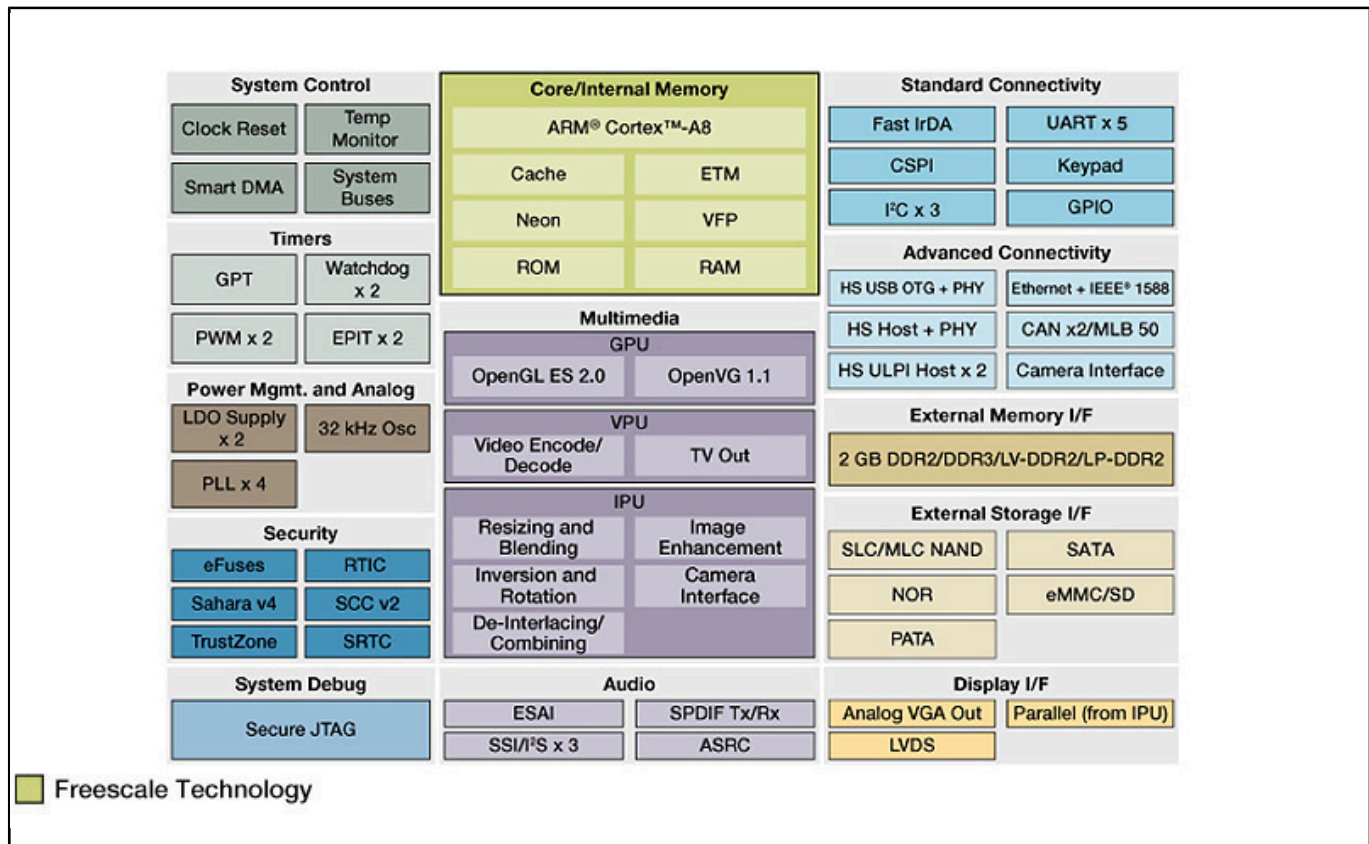 System Control
Clock Reset
Temp
Monitor
Smart DMA
System
Buses
Timers
GPT
Watchdog
x 2
PWM x 2
EPIT x 2
Power Mgmt. and Analog
LDO Supply
x 2
32 kHz Osc
PLL x 4
Security
eFuses
RTIC
Sahara v4
SCC v2
TrustZone
SRTC
System Debug
Secure JTAG
Core/Internal Memory
ARM® Cortex™-A8
Cache
ETM
Neon
VFP
ROM
RAM
Multimedia
GPU
OpenGL ES 2.0
OpenVG 1.1
VPU
Video Encode/
Decode
TV Out
IPU
Resizing and
Blending
Image
Enhancement
Inversion and
Rotation
Camera
Interface
De-Interlacing/
Combining
Audio
ESAI
SPDIF Tx/Rx
SSI/I²S x 3
ASRC
Standard Connectivity
Fast IrDA
UART x 5
CSPI
Keypad
I²C x 3
GPIO
Advanced Connectivity
HS USB OTG + PHY
Ethernet + IEEE® 1588
HS Host + PHY
CAN x2/MLB 50
HS ULPI Host x 2
Camera Interface
External Memory I/F
2 GB DDR2/DDR3/LV-DDR2/LP-DDR2
External Storage I/F
SLC/MLC NAND
SATA
NOR
eMMC/SD
PATA
Display I/F
Analog VGA Out
Parallel (from IPU)
LVDS
Freescale Technology